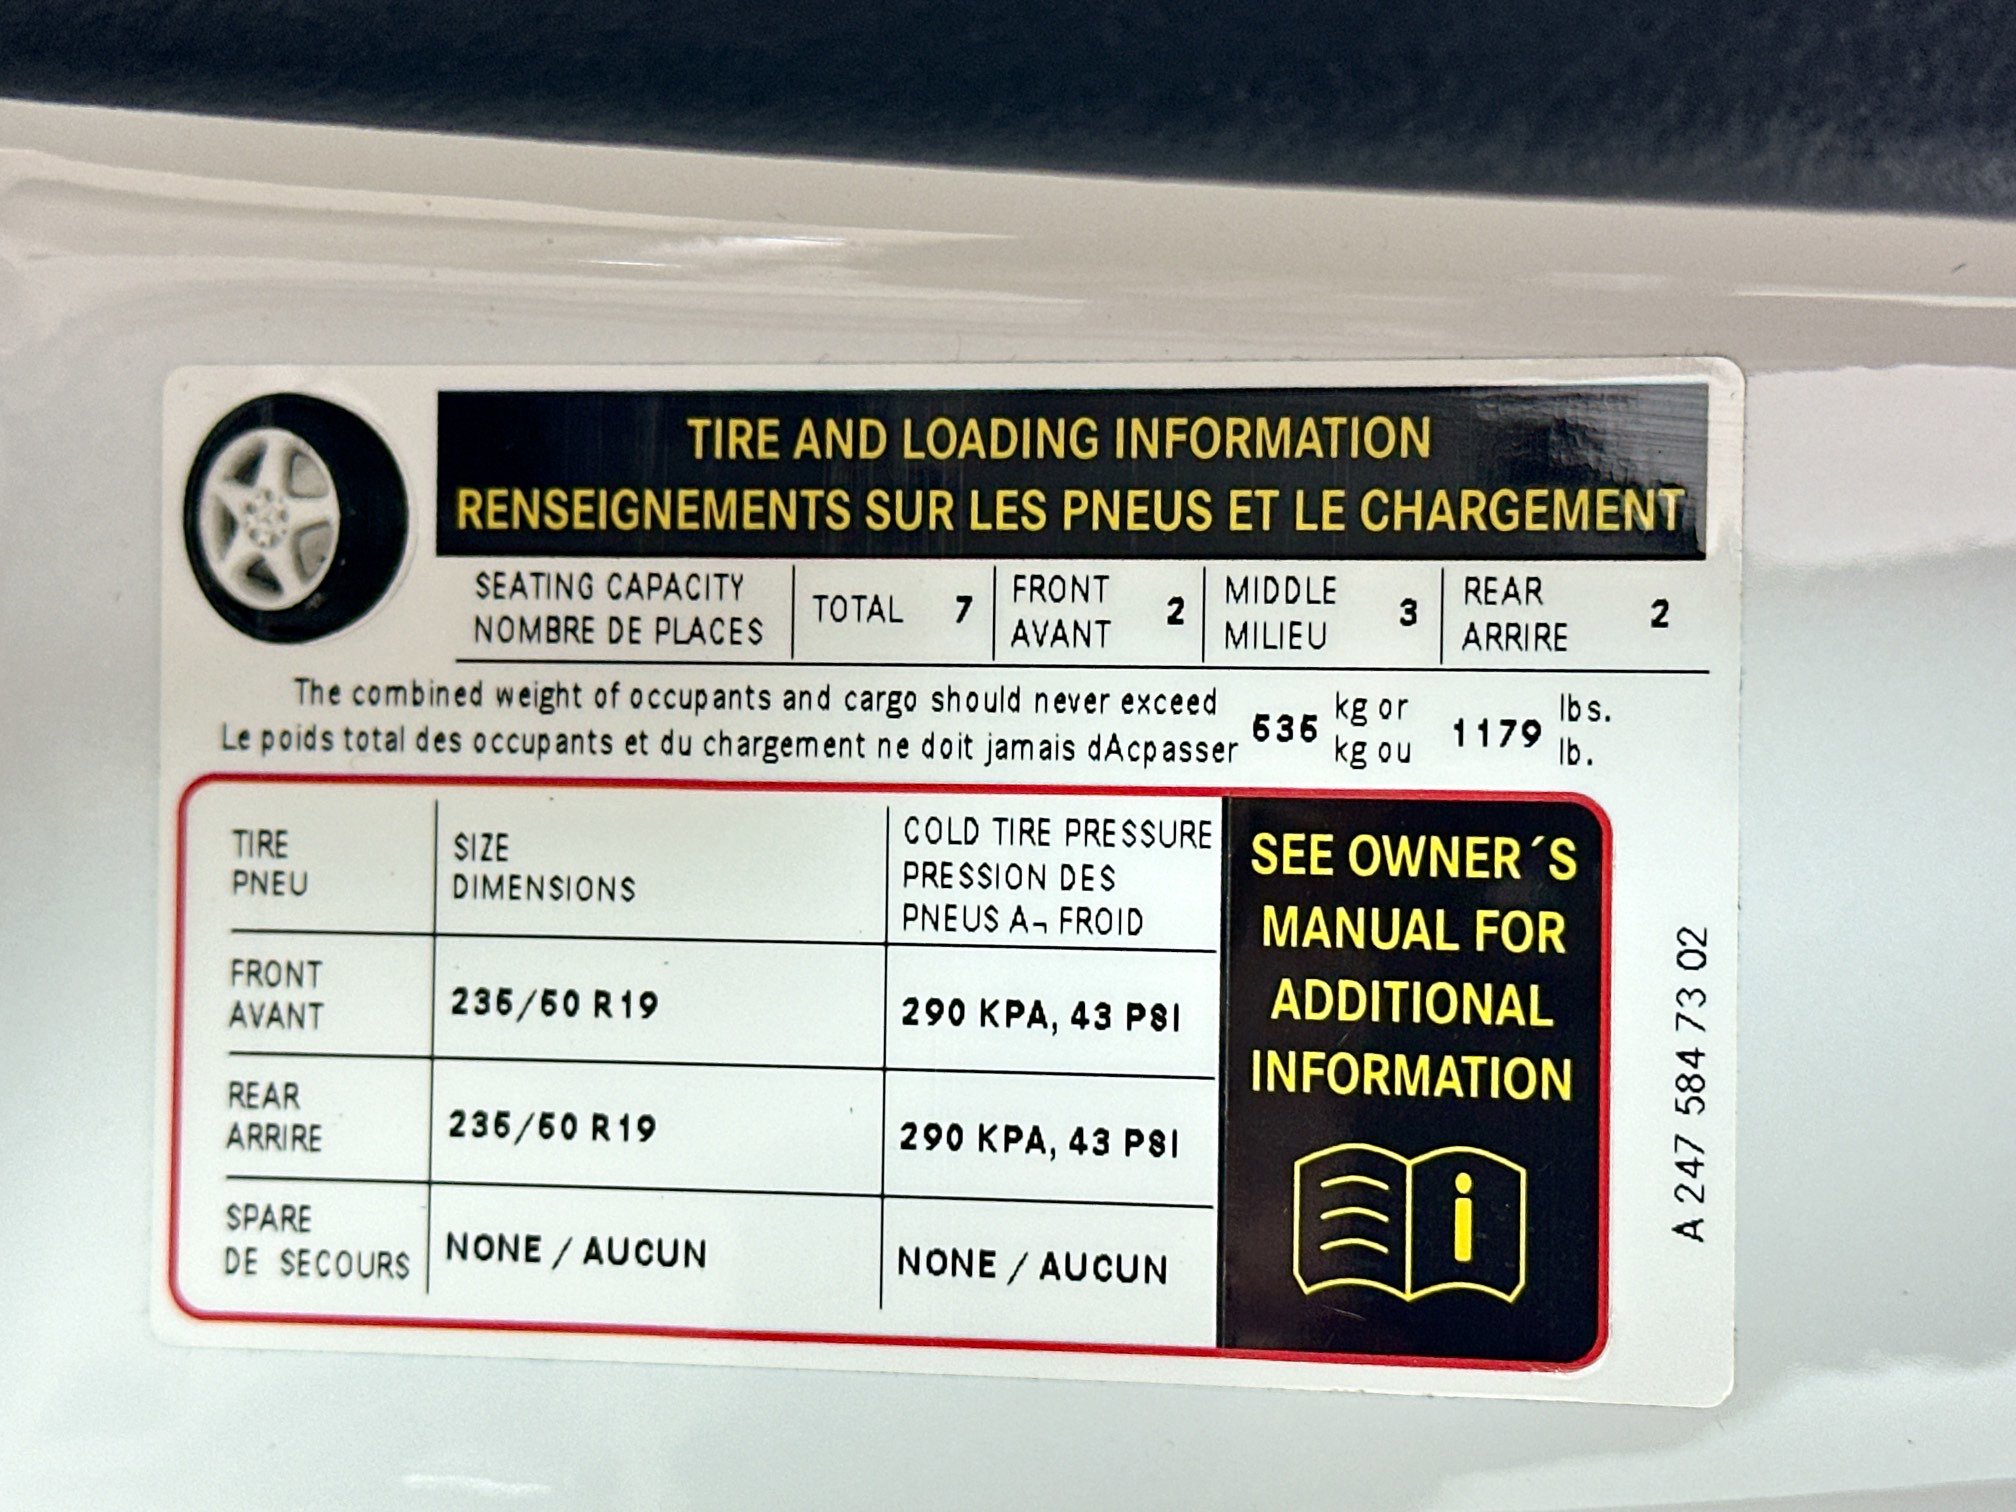 TIRE AND LOADING INFORMATION
RENSEIGNEMENTS SUR LES PNEUS ET LE CHARGEMENT
SEATING CAPACITY
NOMBRE DE PLACES
TOTAL 7
FRONT
AVANT
2
MIDDLE
MILIEU
3
REAR
ARRIRE
2
The combined weight of occupants and cargo should never exceed
Le poids total des occupants et du chargement ne doit jamais dAcpasser
535
kg or
kg ou
1179
lbs.
lb.
TIRE
PNEU
SIZE
DIMENSIONS
COLD TIRE PRESSURE
PRESSION DES
PNEUS A¬ FROID
FRONT
AVANT
235/50 R19
290 KPA, 43 PSI
REAR
ARRIRE
235/50 R19
290 KPA, 43 PSI
SPARE
DE SECOURS
NONE / AUCUN
NONE / AUCUN
SEE OWNER´S
MANUAL FOR
ADDITIONAL
INFORMATION
i
A 247 584 73 02